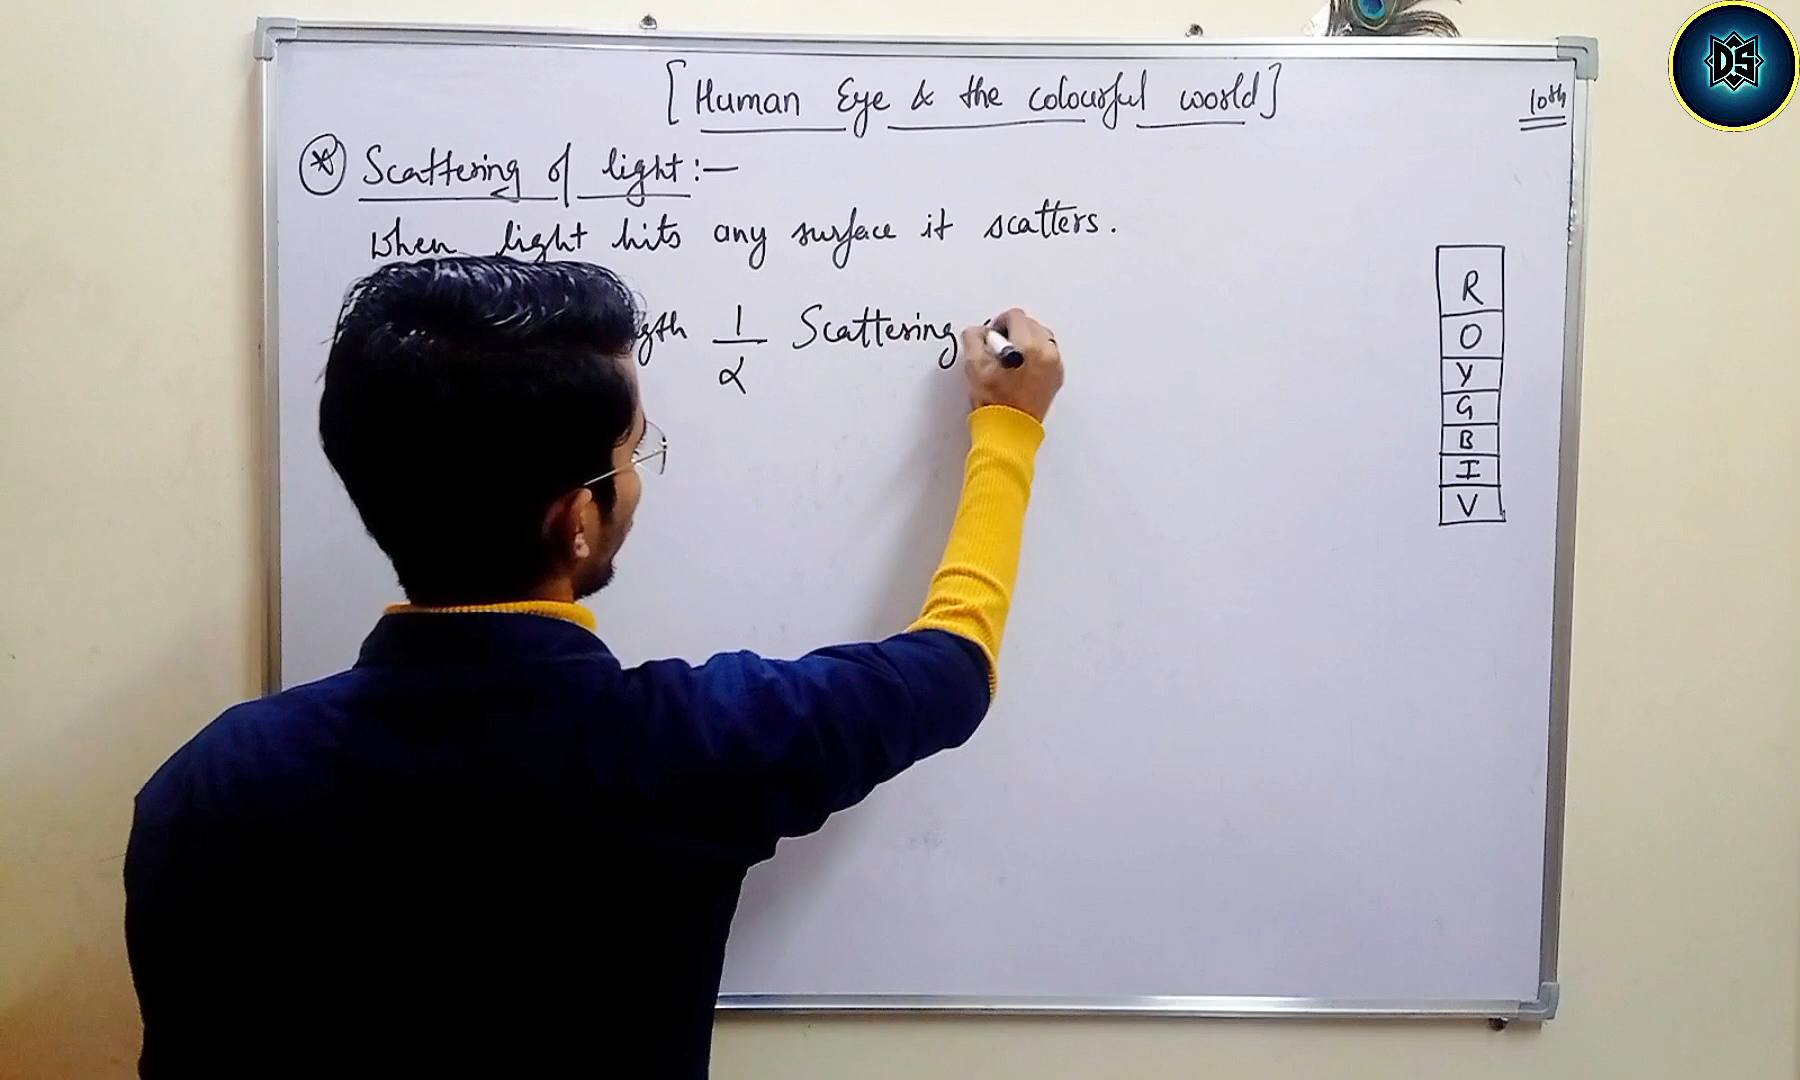 [Human Eye & the colourful world]
10th
* Scattering of light :-
When light hits any surface it scatters.
1/α Scattering
R
O
Y
G
B
I
V
DS